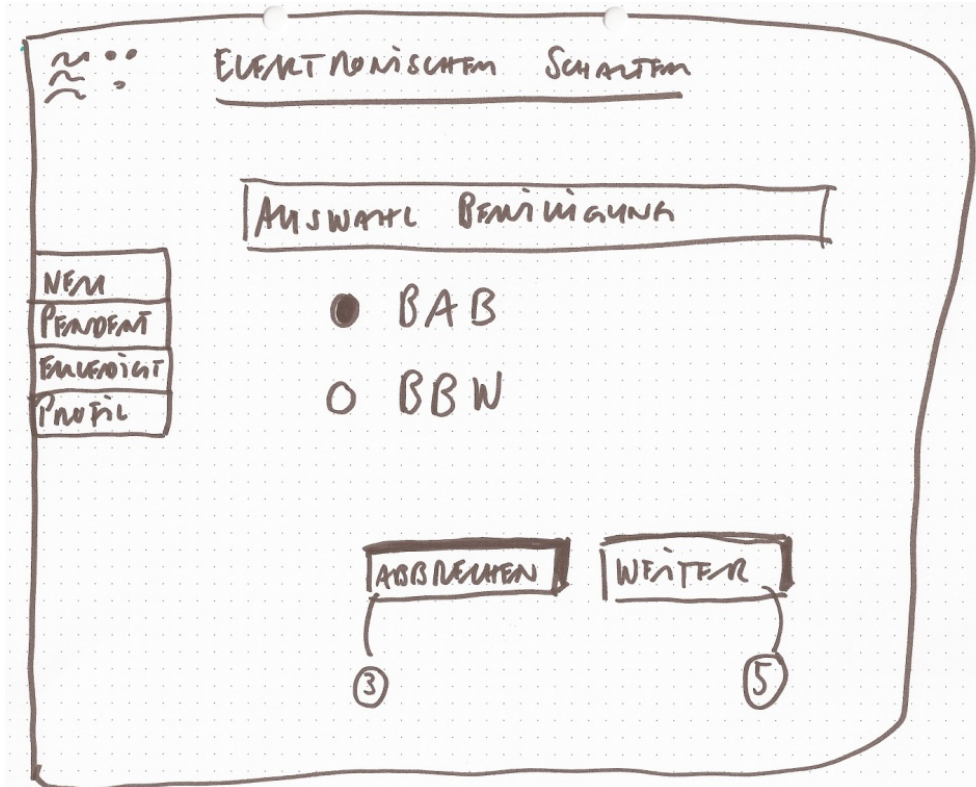 ELEKTRONISCHER SCHALTER
AUSWAHL BEWILLIGUNG
NEU
PENDENT
ERLEDIGT
PROFIL
BAB
BBW
ABBRECHEN WEITER
3 5